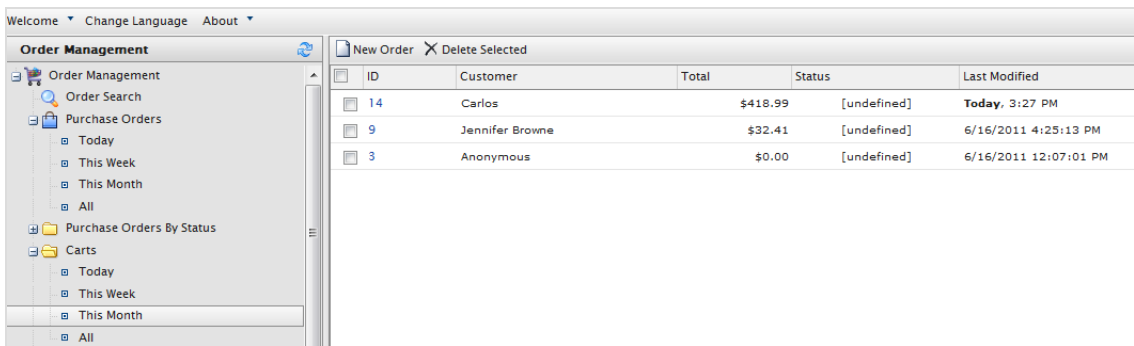 Welcome Change Language About
Order Management
Order Management
Order Search
Purchase Orders
Today
This Week
This Month
All
Purchase Orders By Status
Carts
Today
This Week
This Month
All
New Order Delete Selected
ID Customer Total Status Last Modified
14 Carlos $418.99 [undefined] Today, 3:27 PM
9 Jennifer Browne $32.41 [undefined] 6/16/2011 4:25:13 PM
3 Anonymous $0.00 [undefined] 6/16/2011 12:07:01 PM